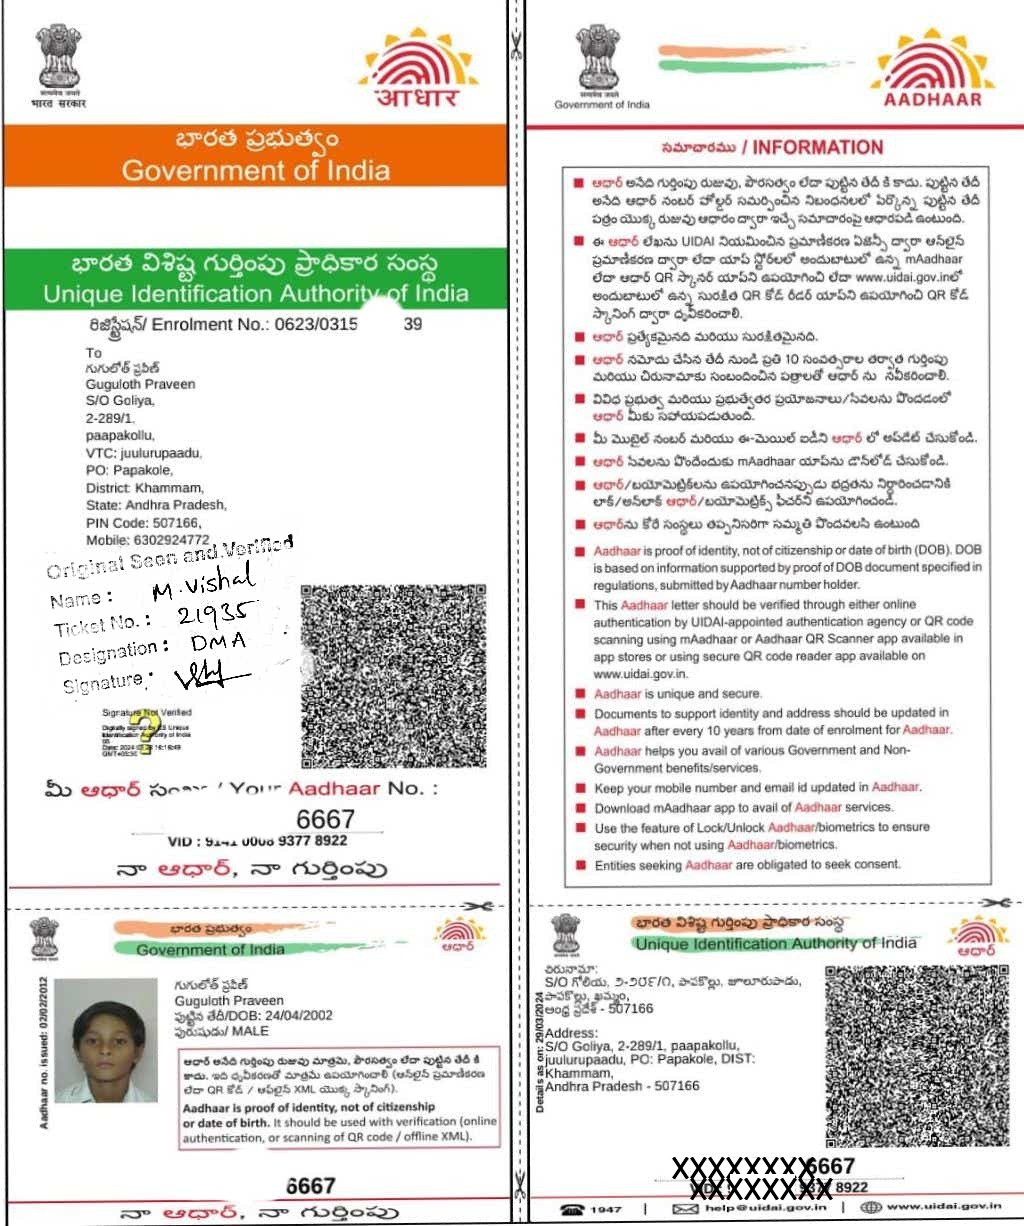 सत्यमेव जयते
भारत सरकार
आधार
భారత ప్రభుత్వం
Government of India
భారత విశిష్ట గుర్తింపు ప్రాధికార సంస్థ
Unique Identification Authority of India
రిజిస్ట్రేషన్/ Enrolment No.: 0623/0315 39
To
గుగులోత్ ప్రవీణ్
Guguloth Praveen
S/O Goliya,
2-289/1,
paapakollu,
VTC: juulurupaadu,
PO: Papakole,
District: Khammam,
State: Andhra Pradesh,
PIN Code: 507166,
Mobile: 6302924772
Original Seen and Verified
Name : M. Vishal
Ticket No. : 21935
Designation : DMA
Signature :
Signature Not Verified
Digitally signed by DS Unique
Identification Authority of India
05
మీ ఆధార్ / Your Aadhaar No. :
6667
VID : 9377 8922
నా ఆధార్, నా గుర్తింపు
सत्यमेव जयते
Government of India
AADHAAR
సమాచారము / INFORMATION
■ ఆధార్ అనేది గుర్తింపు రుజువు, పౌరసత్వం లేదా పుట్టిన తేదీ కి కాదు. పుట్టిన తేదీ
అనేది ఆధార్ నంబర్ హోల్డర్ సమర్పించిన నిబంధనలలో పేర్కొన్న పుట్టిన తేదీ
పత్రం యొక్క రుజువు ఆధారం ద్వారా ఇచ్చే సమాచారంపై ఆధారపడి ఉంటుంది.
■ ఈ ఆధార్ లేఖను UIDAI నియమించిన ప్రమాణీకరణ ఏజెన్సీ ద్వారా ఆన్‌లైన్
ప్రమాణీకరణ ద్వారా లేదా యాప్ స్టోర్‌లలో అందుబాటులో ఉన్న mAadhaar
లేదా ఆధార్ QR స్కానర్ యాప్‌ని ఉపయోగించి లేదా www.uidai.gov.inలో
అందుబాటులో ఉన్న సురక్షిత QR కోడ్ రీడర్ యాప్‌ని ఉపయోగించి QR కోడ్
స్కానింగ్ ద్వారా ధృవీకరించాలి.
■ ఆధార్ ప్రత్యేకమైనది మరియు సురక్షితమైనది.
■ ఆధార్ నమోదు చేసిన తేదీ నుండి ప్రతి 10 సంవత్సరాల తర్వాత గుర్తింపు
మరియు చిరునామాకు సంబందించిన పత్రాలతో ఆధార్ ను నవీకరించాలి.
■ వివిధ ప్రభుత్వ మరియు ప్రభుత్వేతర ప్రయోజనాలు/సేవలను పొందడంలో
ఆధార్ మీకు సహాయపడుతుంది.
■ మీ మొబైల్ నంబర్ మరియు ఈ-మెయిల్ ఐడీని ఆధార్ లో అప్‌డేట్ చేసుకోండి.
■ ఆధార్ సేవలను పొందేందుకు mAadhaar యాప్‌ను డౌన్‌లోడ్ చేసుకోండి.
■ ఆధార్/బయోమెట్రిక్‌లను ఉపయోగించనప్పుడు భద్రతను నిర్ధారించడానికి
లాక్/అన్‌లాక్ ఆధార్/బయోమెట్రిక్స్ ఫీచర్‌ని ఉపయోగించండి.
■ ఆధార్‌ను కోరే సంస్థలు తప్పనిసరిగా సమ్మతి పొందవలసి ఉంటుంది
■ Aadhaar is proof of identity, not of citizenship or date of birth (DOB). DOB
is based on information supported by proof of DOB document specified in
regulations, submitted by Aadhaar number holder.
■ This Aadhaar letter should be verified through either online
authentication by UIDAI-appointed authentication agency or QR code
scanning using mAadhaar or Aadhaar QR Scanner app available in
app stores or using secure QR code reader app available on
www.uidai.gov.in.
■ Aadhaar is unique and secure.
■ Documents to support identity and address should be updated in
Aadhaar after every 10 years from date of enrolment for Aadhaar.
■ Aadhaar helps you avail of various Government and Non-
Government benefits/services.
■ Keep your mobile number and email id updated in Aadhaar.
■ Download mAadhaar app to avail of Aadhaar services.
■ Use the feature of Lock/Unlock Aadhaar/biometrics to ensure
security when not using Aadhaar/biometrics.
■ Entities seeking Aadhaar are obligated to seek consent.
భారత ప్రభుత్వం
Government of India
ఆధార్
Aadhaar no. issued: 02/02/2012
గుగులోత్ ప్రవీణ్
Guguloth Praveen
పుట్టిన తేదీ/DOB: 24/04/2002
పురుషుడు/ MALE
ఆధార్ అనేది గుర్తింపు రుజువు మాత్రమె, పౌరసత్వం లేదా పుట్టిన తేదీ కి
కాదు. ఇది ధృవీకరణతో మాత్రమె ఉపయోగించాలి (ఆన్‌లైన్ ప్రమాణీకరణ
లేదా QR కోడ్ / ఆఫ్‌లైన్ XML యొక్క స్కానింగ్).
Aadhaar is proof of identity, not of citizenship
or date of birth. It should be used with verification (online
authentication, or scanning of QR code / offline XML).
6667
నా ఆధార్, నా గుర్తింపు
భారత విశిష్ట గుర్తింపు ప్రాధికార సంస్థ
Unique Identification Authority of India
ఆధార్
Details as on: 29/03/2024
చిరునామా:
S/O గోలియ, ౨-౨౮౯/౧, పాపకొల్లు, జూలూరుపాడు,
పాపకొల్లు, ఖమ్మం,
ఆంధ్ర ప్రదేశ్ - 507166
Address:
S/O Goliya, 2-289/1, paapakollu,
juulurupaadu, PO: Papakole, DIST:
Khammam,
Andhra Pradesh - 507166
XXXXXXXX6667
8922
1947 | help@uidai.gov.in | www.uidai.gov.in